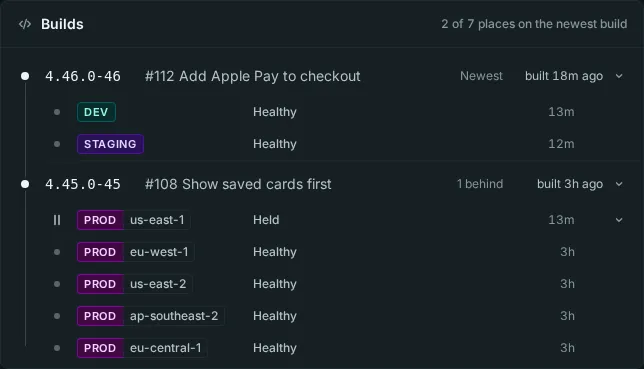 Builds 2 of 7 places on the newest build
4.46.0-46 #112 Add Apple Pay to checkout Newest built 18m ago
DEV Healthy 13m
STAGING Healthy 12m
4.45.0-45 #108 Show saved cards first 1 behind built 3h ago
PROD us-east-1 Held 13m
PROD eu-west-1 Healthy 3h
PROD us-east-2 Healthy 3h
PROD ap-southeast-2 Healthy 3h
PROD eu-central-1 Healthy 3h